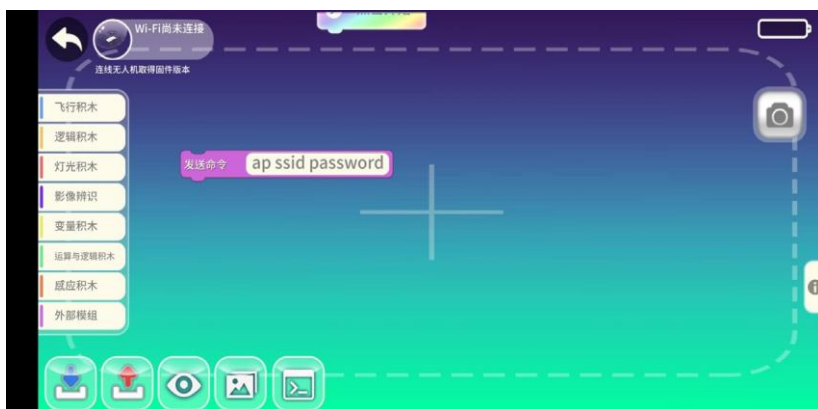 Wi-Fi尚未连接
连线无人机取得固件版本
飞行积木
逻辑积木
灯光积木
影像辨识
变量积木
运算与逻辑积木
感应积木
外部模组
发送命令 ap ssid password